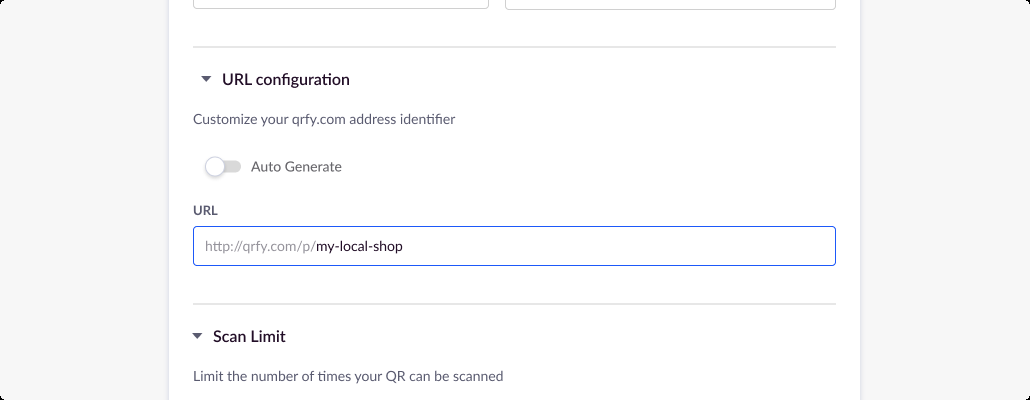 URL configuration
Customize your qrfy.com address identifier
Auto Generate
URL
http://qrfy.com/p/my-local-shop
Scan Limit
Limit the number of times your QR can be scanned